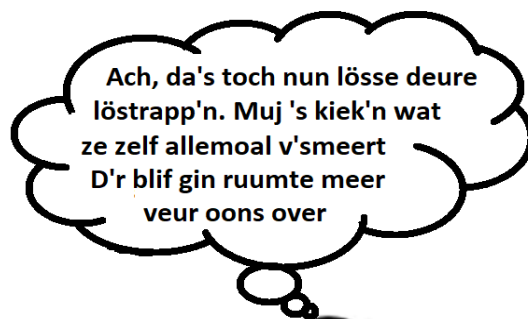 Ach, da's toch nun lösse deure
löstrapp'n. Muj 's kiek'n wat
ze zelf allemoal v'smeert
D'r blif gin ruumte meer
veur oons over